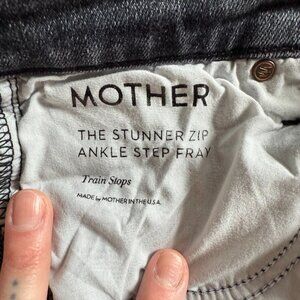 MOTHER
THE STUNNER ZIP
ANKLE STEP FRAY
Train Stops
MADE by MOTHER IN THE U.S.A.